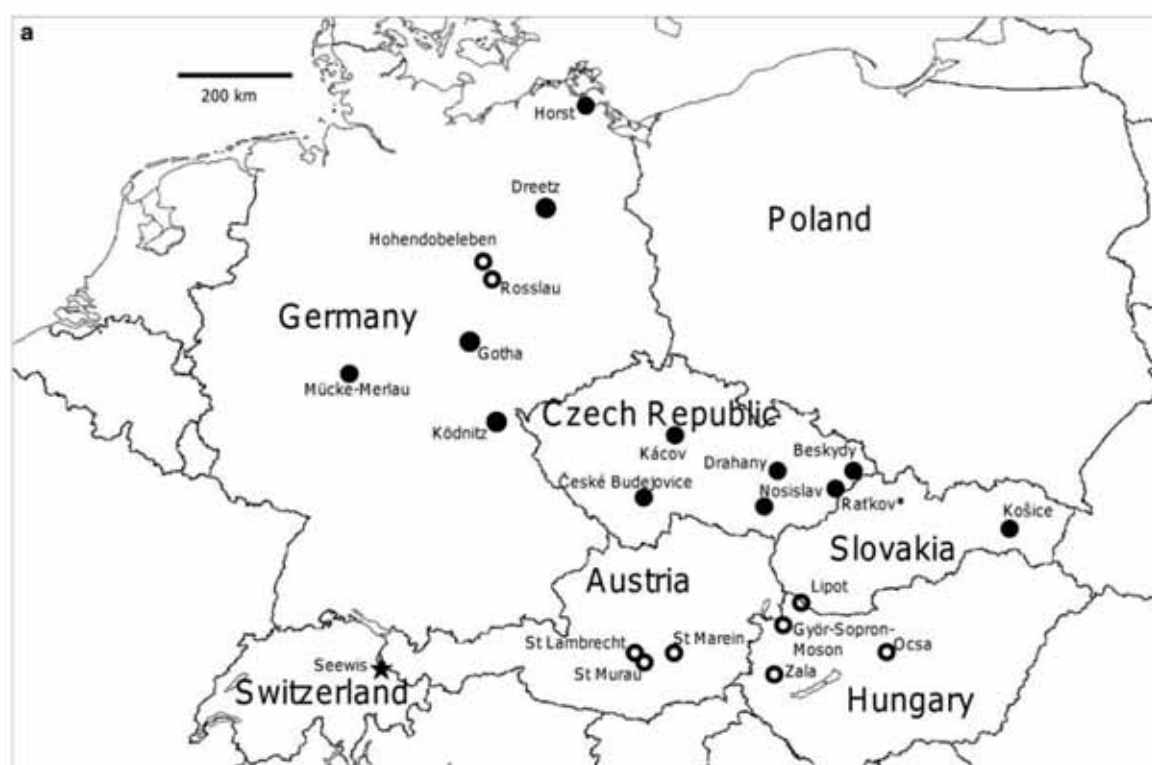 a
200 km
Horst
Dreetz
Poland
Hohendobeleben
Rosslau
Germany
Gotha
Mücke-Merlau
Czech Republic
Ködnitz
Kácov
Drahany
Beskydy
České Budejovice
Nosislav
Raťkov*
Košice
Slovakia
Austria
Lipot
St Lambrecht
St Marein
Györ-Sopron-
Moson
Ocsa
St Murau
Zala
Seewis
Switzerland
Hungary